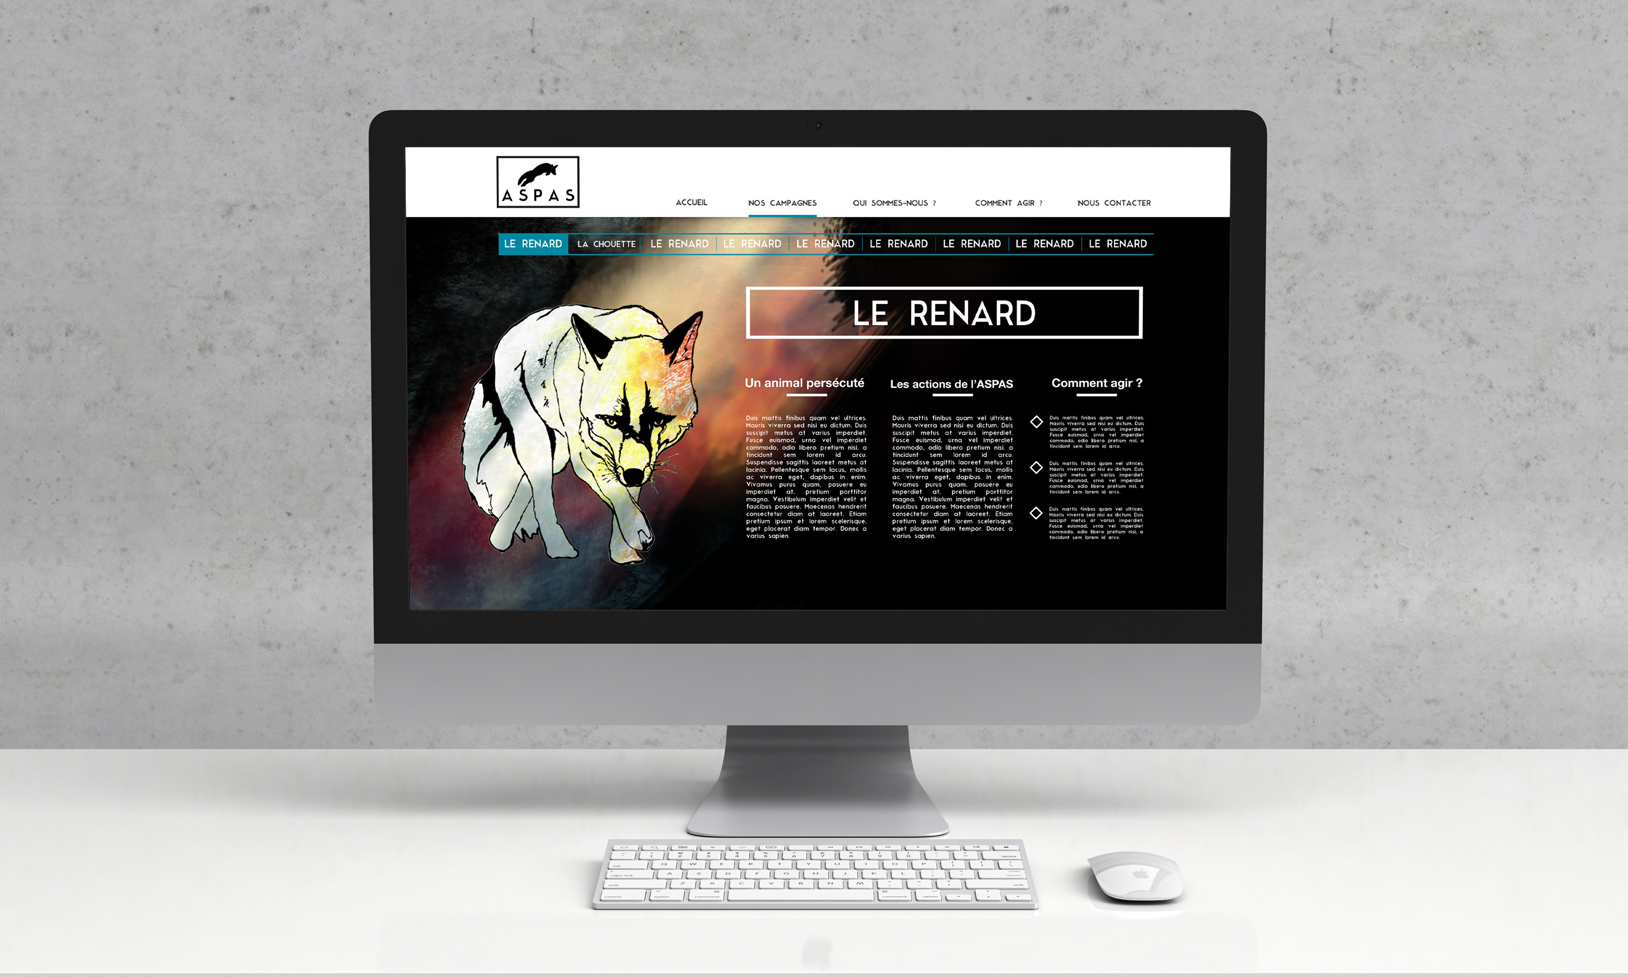 ASPAS
ACCUEIL
NOS CAMPAGNES
QUI SOMMES-NOUS ?
COMMENT AGIR ?
NOUS CONTACTER
LE RENARD
LA CHOUETTE
LE RENARD
LE RENARD
LE RENARD
LE RENARD
LE RENARD
LE RENARD
LE RENARD
LE RENARD
Un animal persécuté
Duis mattis finibus quam vel ultrices.
Mauris viverra sed nisi eu dictum. Duis
suscipit metus at varius imperdiet.
Fusce euismod, urna vel imperdiet
commodo, odio libero pretium nisi, a
tincidunt sem lorem id arcu.
Suspendisse sagittis laoreet metus at
lacinia. Pellentesque sem lacus, mollis
ac viverra eget, dapibus in enim.
Vivamus purus quam, posuere eu
imperdiet at, pretium porttitor
magna. Vestibulum imperdiet velit et
faucibus posuere. Maecenas hendrerit
consectetur diam at laoreet. Etiam
pretium ipsum et lorem scelerisque,
eget placerat diam tempor. Donec a
varius sapien.
Les actions de l'ASPAS
Duis mattis finibus quam vel ultrices.
Mauris viverra sed nisi eu dictum. Duis
suscipit metus at varius imperdiet.
Fusce euismod, urna vel imperdiet
commodo, odio libero pretium nisi, a
tincidunt sem lorem id arcu.
Suspendisse sagittis laoreet metus at
lacinia. Pellentesque sem lacus, mollis
ac viverra eget, dapibus in enim.
Vivamus purus quam, posuere eu
imperdiet at, pretium porttitor
magna. Vestibulum imperdiet velit et
faucibus posuere. Maecenas hendrerit
consectetur diam at laoreet. Etiam
pretium ipsum et lorem scelerisque,
eget placerat diam tempor. Donec a
varius sapien.
Comment agir ?
Duis mattis finibus quam vel ultrices.
Mauris viverra sed nisi eu dictum. Duis
suscipit metus at varius imperdiet.
Fusce euismod, urna vel imperdiet
commodo, odio libero pretium nisi, a
tincidunt sem lorem id arcu.
Duis mattis finibus quam vel ultrices.
Mauris viverra sed nisi eu dictum. Duis
suscipit metus at varius imperdiet.
Fusce euismod, urna vel imperdiet
commodo, odio libero pretium nisi, a
tincidunt sem lorem id arcu.
Duis mattis finibus quam vel ultrices.
Mauris viverra sed nisi eu dictum. Duis
suscipit metus at varius imperdiet.
Fusce euismod, urna vel imperdiet
commodo, odio libero pretium nisi, a
tincidunt sem lorem id arcu.